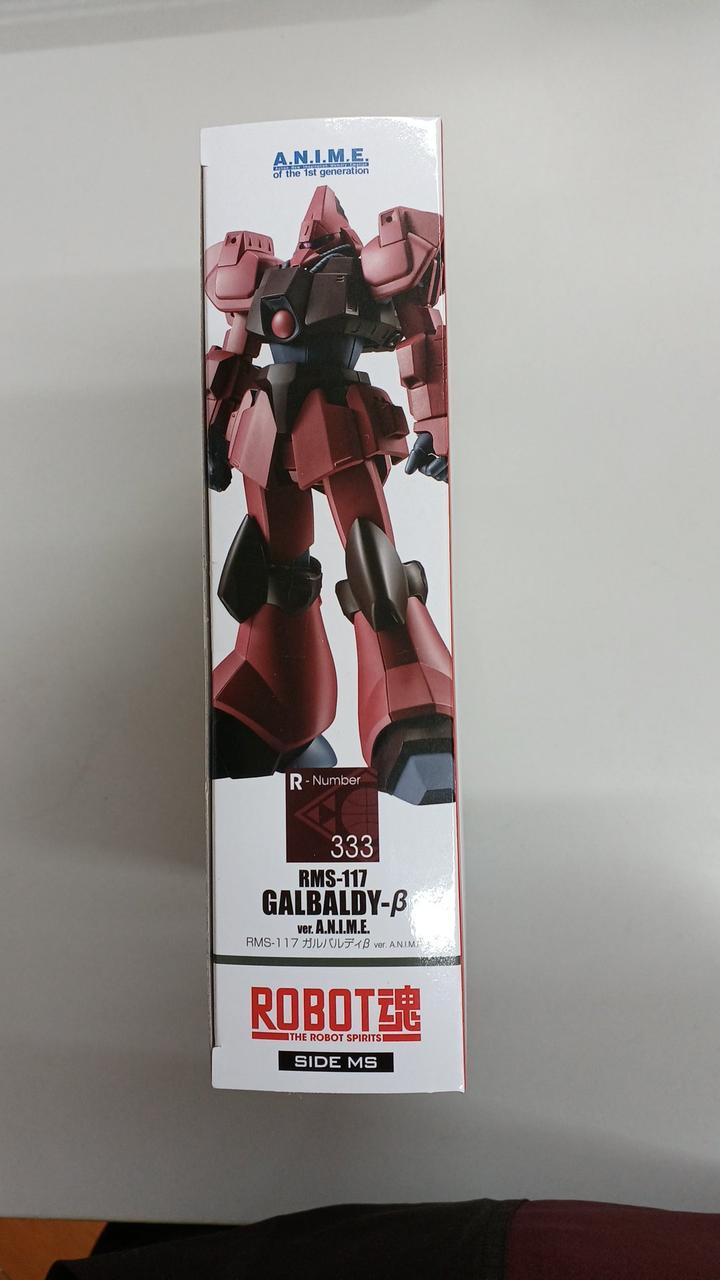 A.N.I.M.E.
of the 1st generation
R - Number
333
RMS-117
GALBALDY-β
ver. A.N.I.M.E.
RMS-117 ガルバルディβ ver. A.N.I.M.E.
ROBOT魂
THE ROBOT SPIRITS
SIDE MS